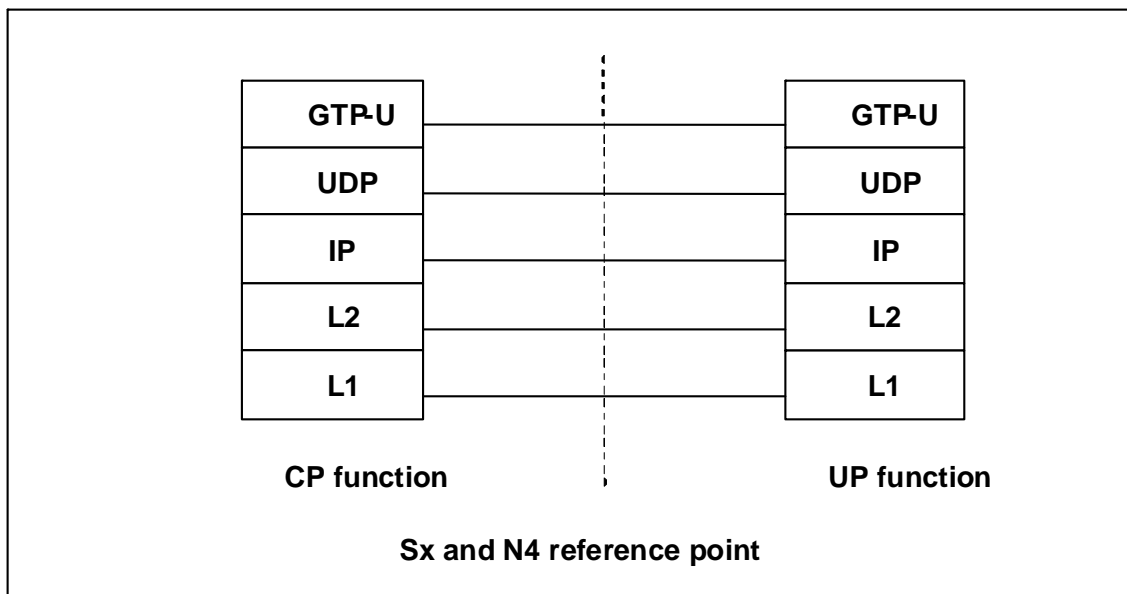 GTP-U GTP-U
UDP UDP
IP IP
L2 L2
L1 L1
CP function UP function
Sx and N4 reference point